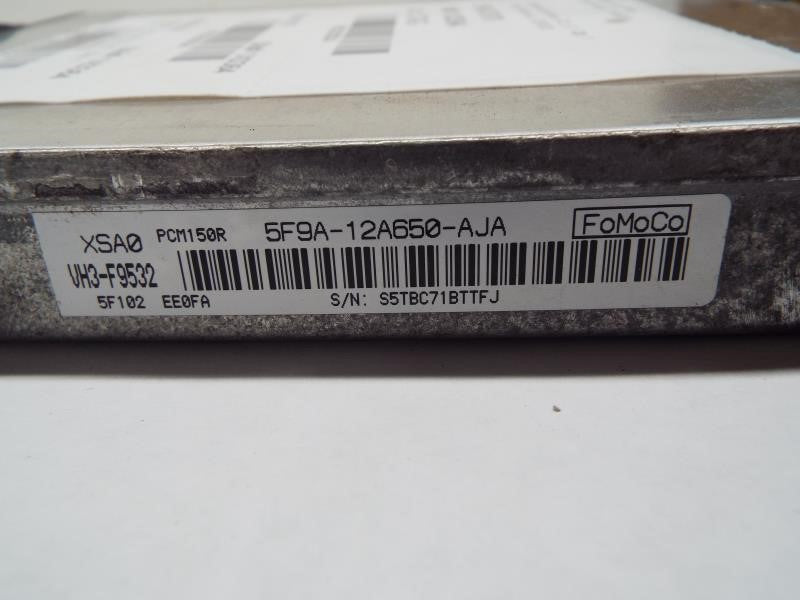 XSA0 PCM150R 5F9A-12A650-AJA FoMoCo
VH3-F9532
5F102 EE0FA S/N: S5TBC71BTTFJ